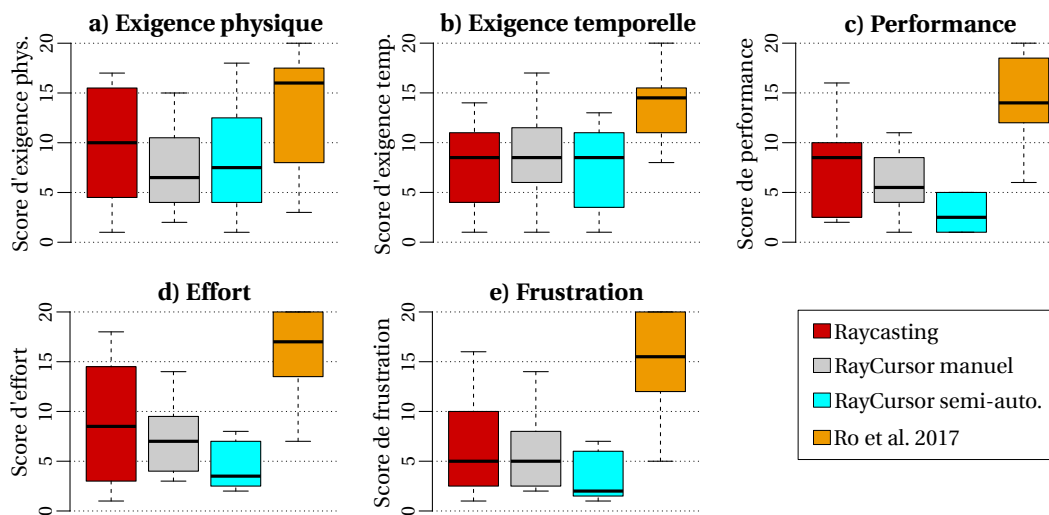 a) Exigence physique
Score d'exigence phys.
0 5 10 15 20
b) Exigence temporelle
Score d'exigence temp.
0 5 10 15 20
c) Performance
Score de performance
0 5 10 15 20
d) Effort
Score d'effort
0 5 10 15 20
e) Frustration
Score de frustration
0 5 10 15 20
Raycasting
RayCursor manuel
RayCursor semi-auto.
Ro et al. 2017